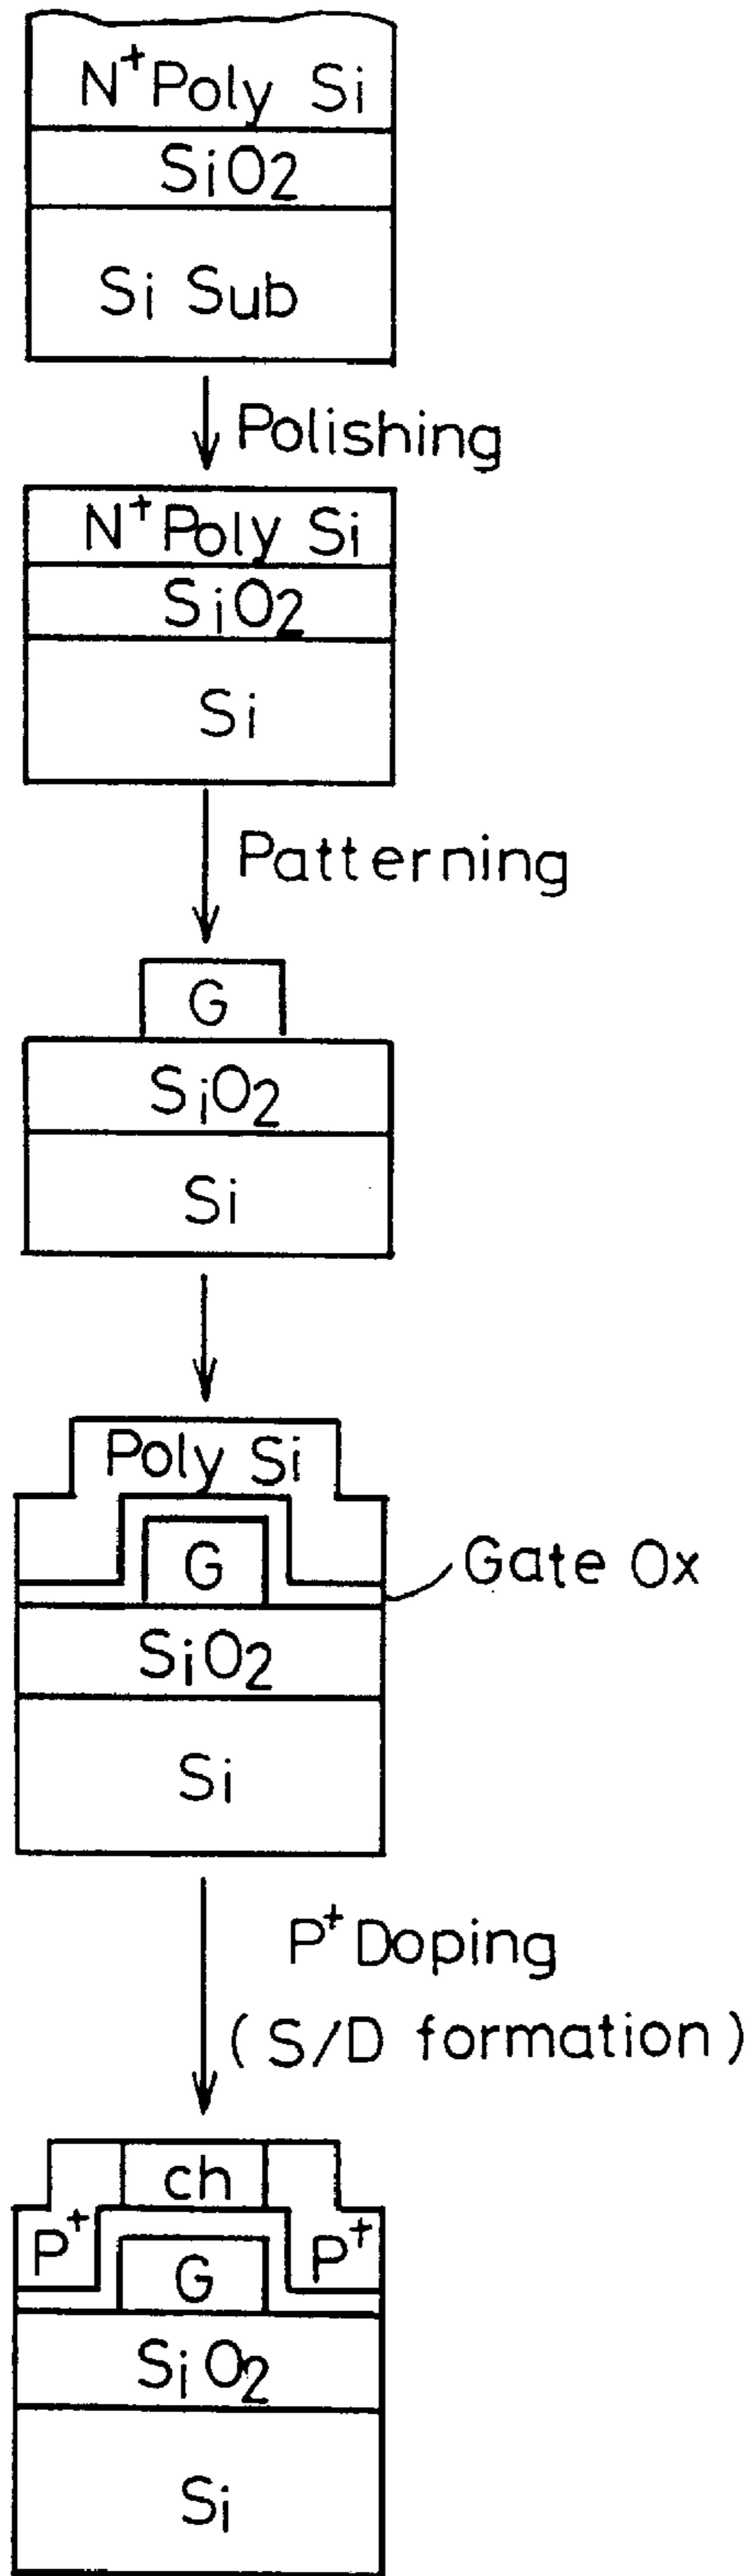 N⁺Poly Si
SiO₂
Si Sub
Polishing
N⁺Poly Si
SiO₂
Si
Patterning
G
SiO₂
Si
Poly Si
G
Gate Ox
SiO₂
Si
P⁺Doping
(S/D formation)
ch
P⁺ P⁺
G
SiO₂
Si